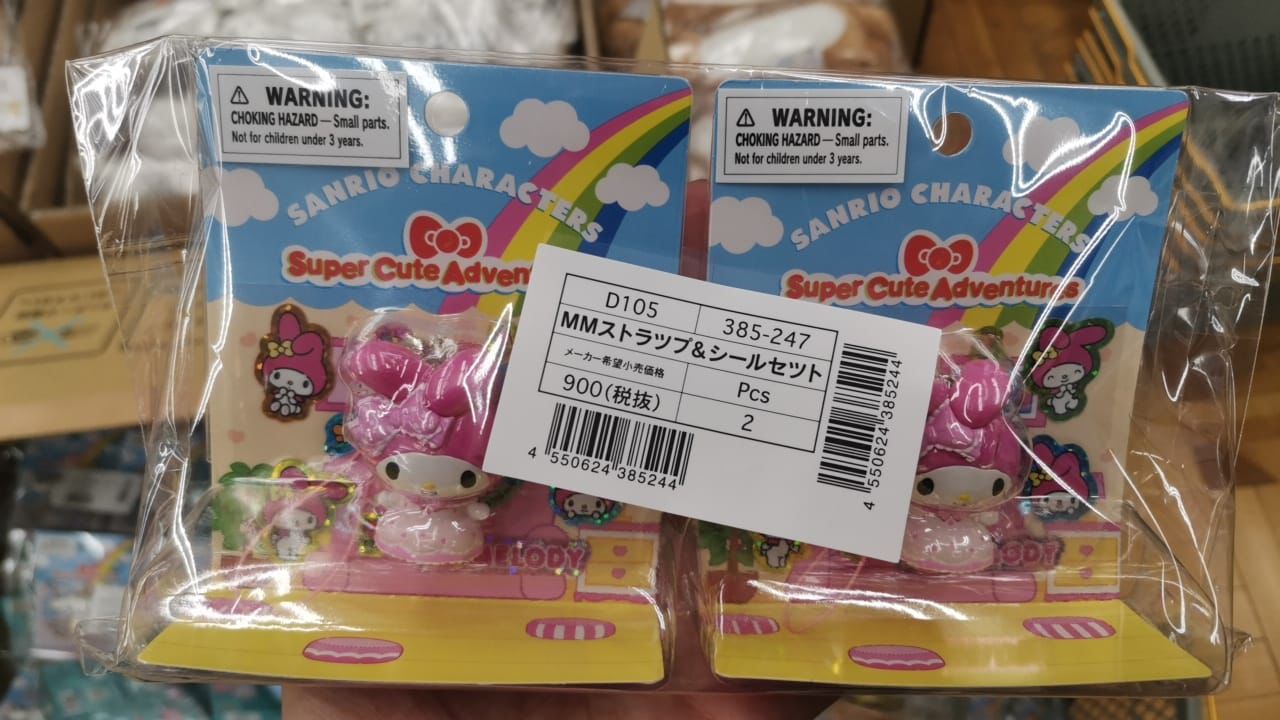 WARNING:
CHOKING HAZARD — Small parts.
Not for children under 3 years.
SANRIO CHARACTERS
Super Cute
MELODY
WARNING:
CHOKING HAZARD — Small parts.
Not for children under 3 years.
SANRIO CHARACTERS
Super Cute Adventures
D105
385-247
MMストラップ&シールセット
メーカー希望小売価格
Pcs
900(税抜)
2
4 550624 385244
4 550624 385244